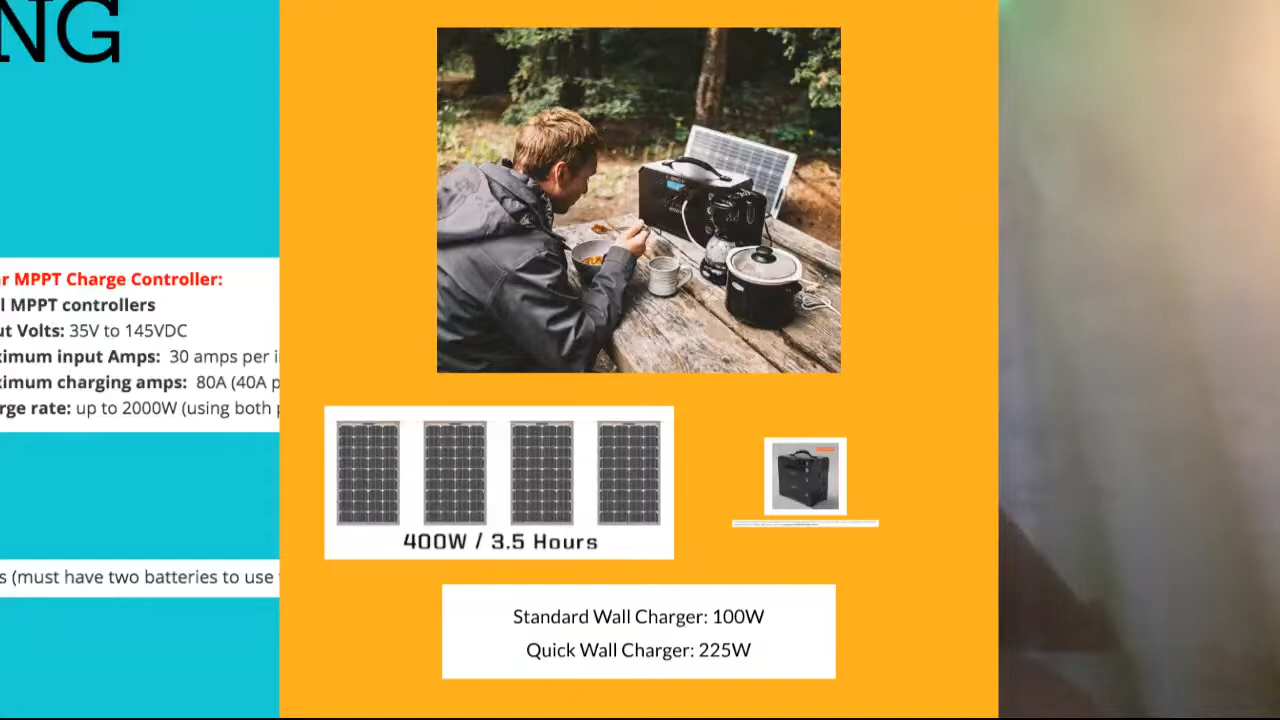 NG
r MPPT Charge Controller:
l MPPT controllers
ut Volts: 35V to 145VDC
ximum input Amps: 30 amps per i
ximum charging amps: 80A (40A p
rge rate: up to 2000W (using both p
s (must have two batteries to use
400W / 3.5 Hours
Standard Wall Charger: 100W
Quick Wall Charger: 225W